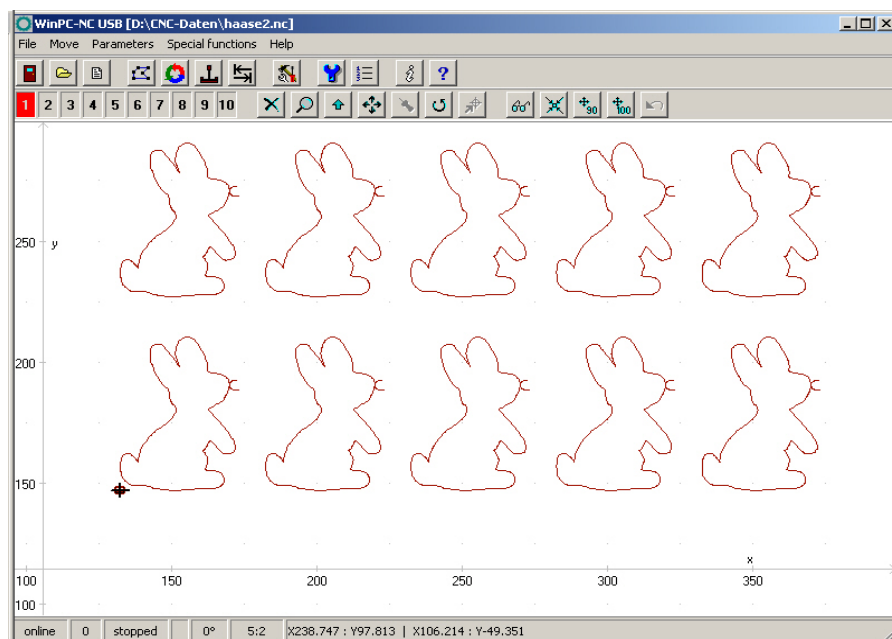 WinPC-NC USB [D:\CNC-Daten\haase2.nc]
File Move Parameters Special functions Help
i ?
1 2 3 4 5 6 7 8 9 10 90 100
250 y
200
150
x
100 150 200 250 300 350
100
online 0 stopped 0° 5:2 X238.747 : Y97.813 | X106.214 : Y-49.351